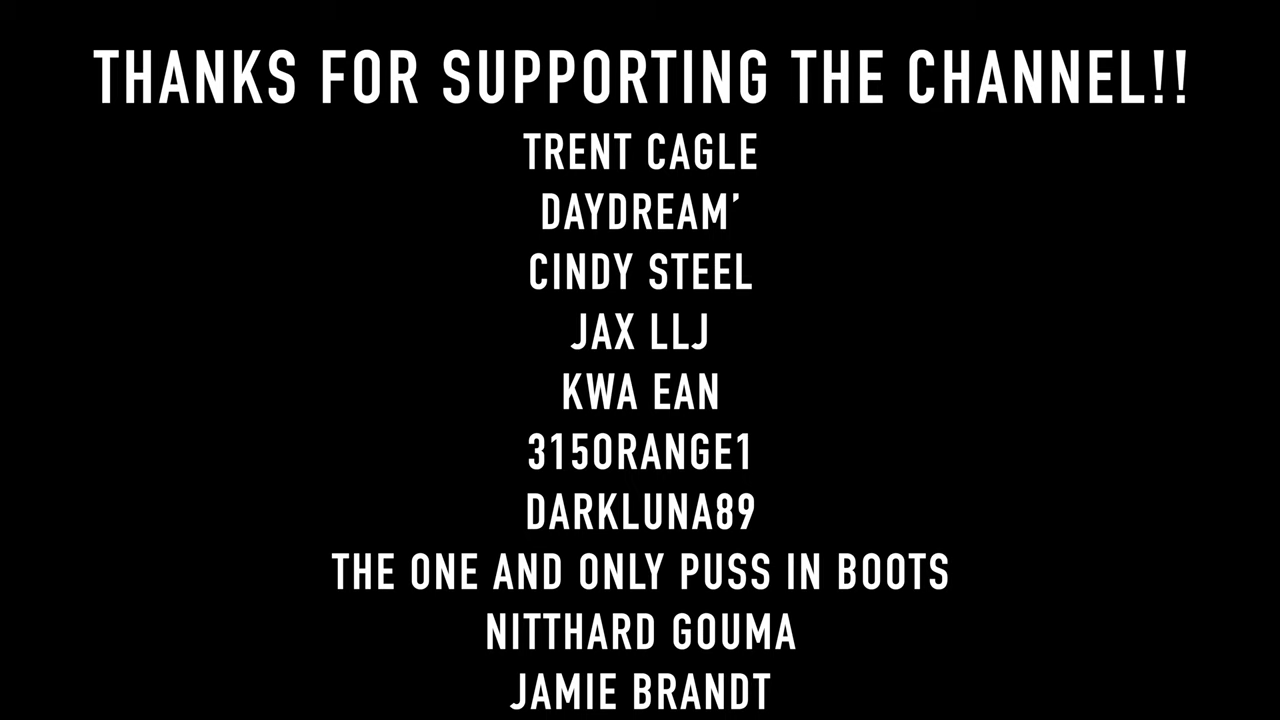 THANKS FOR SUPPORTING THE CHANNEL!!
TRENT CAGLE
DAYDREAM’
CINDY STEEL
JAX LLJ
KWA EAN
315ORANGE1
DARKLUNA89
THE ONE AND ONLY PUSS IN BOOTS
NITTHARD GOUMA
JAMIE BRANDT